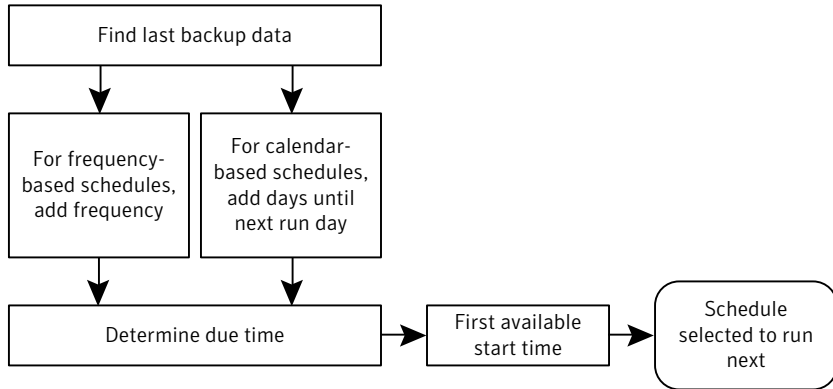 Find last backup data
For frequency-
based schedules,
add frequency
For calendar-
based schedules,
add days until
next run day
Determine due time
First available
start time
Schedule
selected to run
next